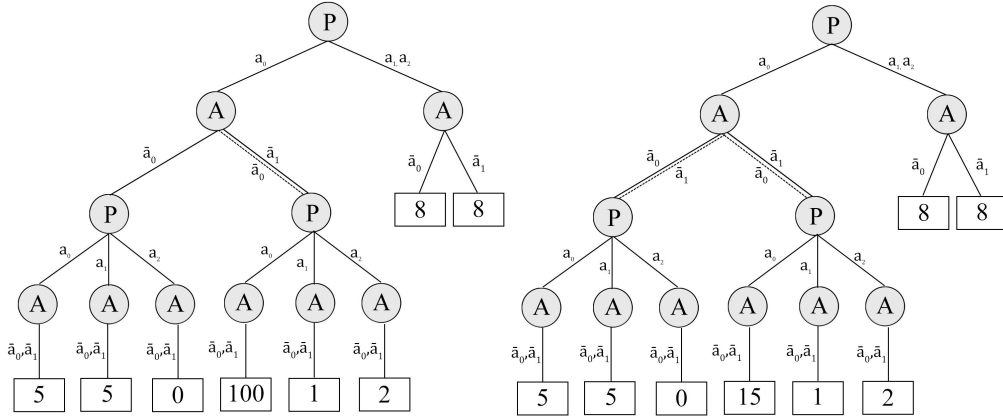 P P
a₀ a₁,a₂ a₀ a₁,a₂
A A A A
ā₀ ā₁ ā₀ ā₁ ā₀ ā₁ ā₀ ā₁
ā₀ ā₁ ā₀
8 8 8 8
P P P P
a₀ a₁ a₂ a₀ a₁ a₂ a₀ a₁ a₂ a₀ a₁ a₂
A A A A A A A A A A A A
ā₀,ā₁ ā₀,ā₁ ā₀,ā₁ ā₀,ā₁ ā₀,ā₁ ā₀,ā₁ ā₀,ā₁ ā₀,ā₁ ā₀,ā₁ ā₀,ā₁ ā₀,ā₁ ā₀,ā₁
5 5 0 100 1 2 5 5 0 15 1 2